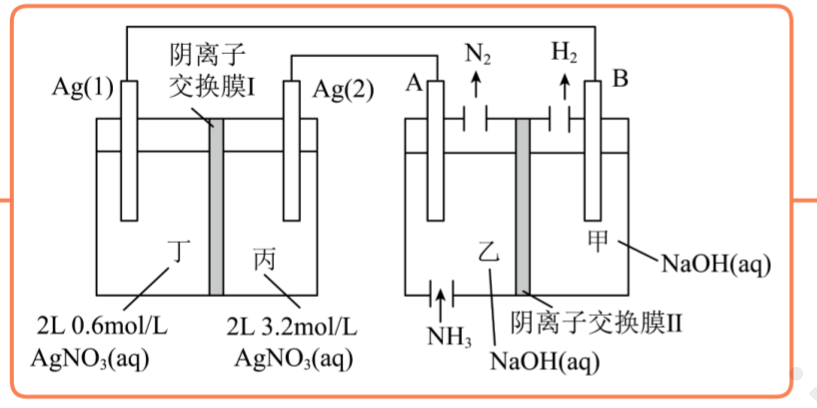 阴离子
交换膜I
Ag(1)
Ag(2)
A
N₂
H₂
B
丁
丙
乙
甲
NaOH(aq)
2L 0.6mol/L
AgNO₃(aq)
2L 3.2mol/L
AgNO₃(aq)
NH₃
阴离子交换膜II
NaOH(aq)